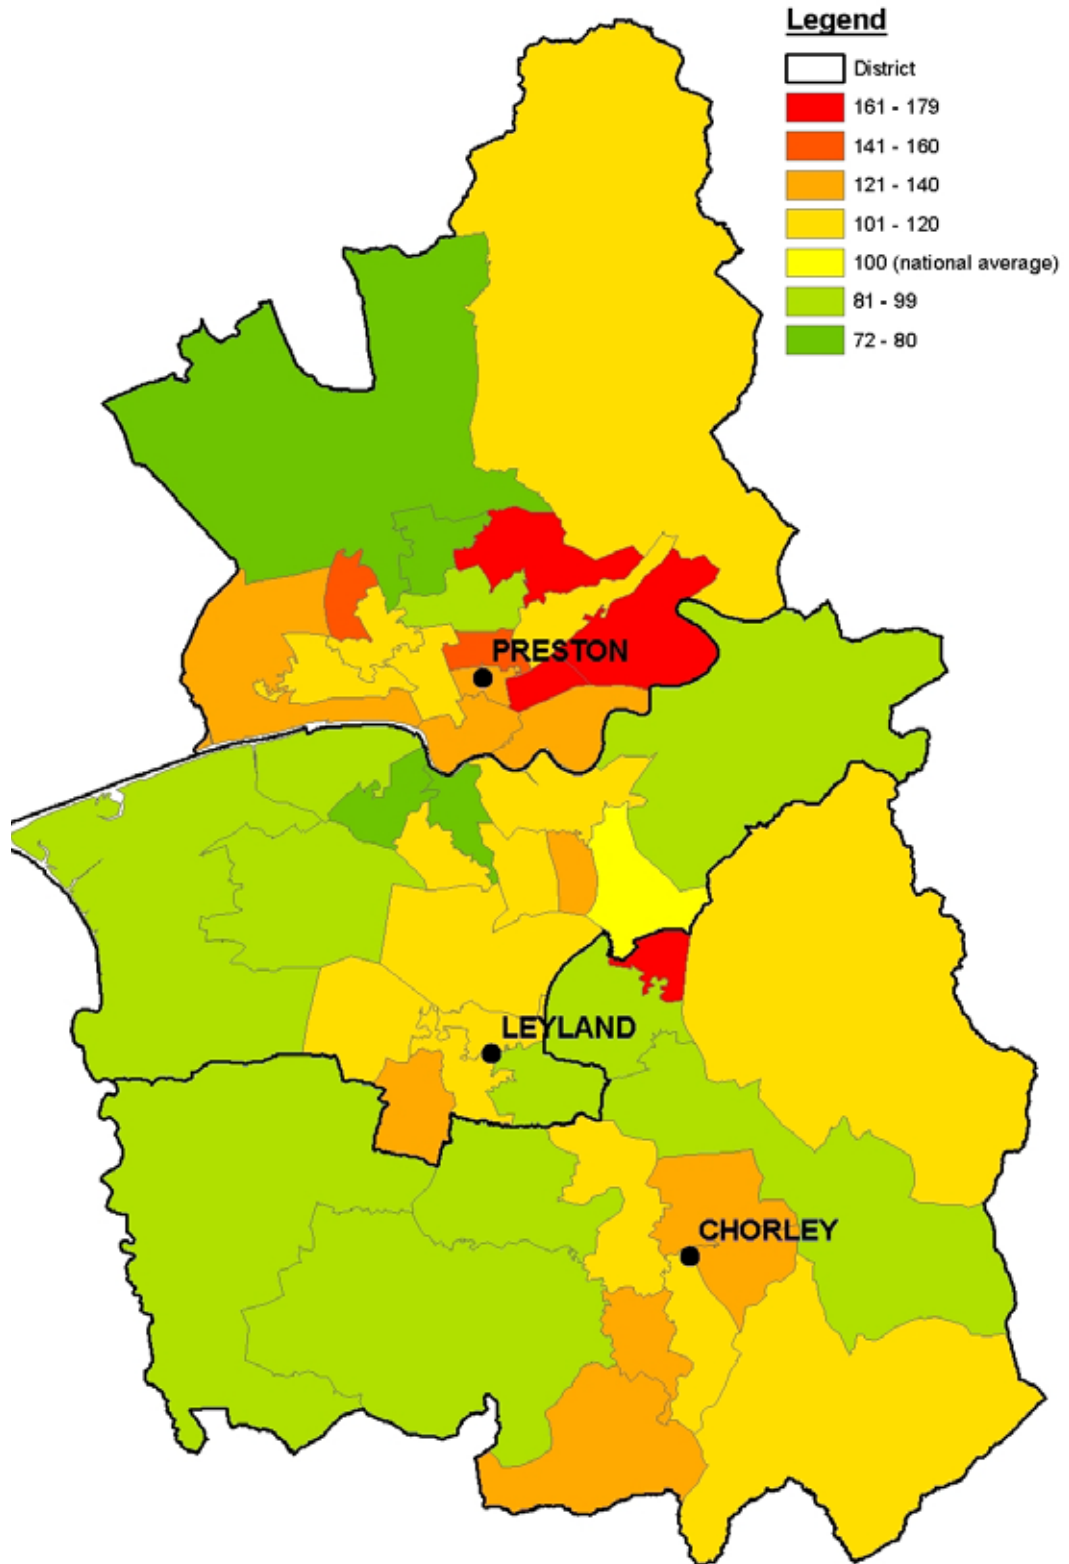 Legend
District
161 - 179
141 - 160
121 - 140
101 - 120
100 (national average)
81 - 99
72 - 80
PRESTON
LEYLAND
CHORLEY